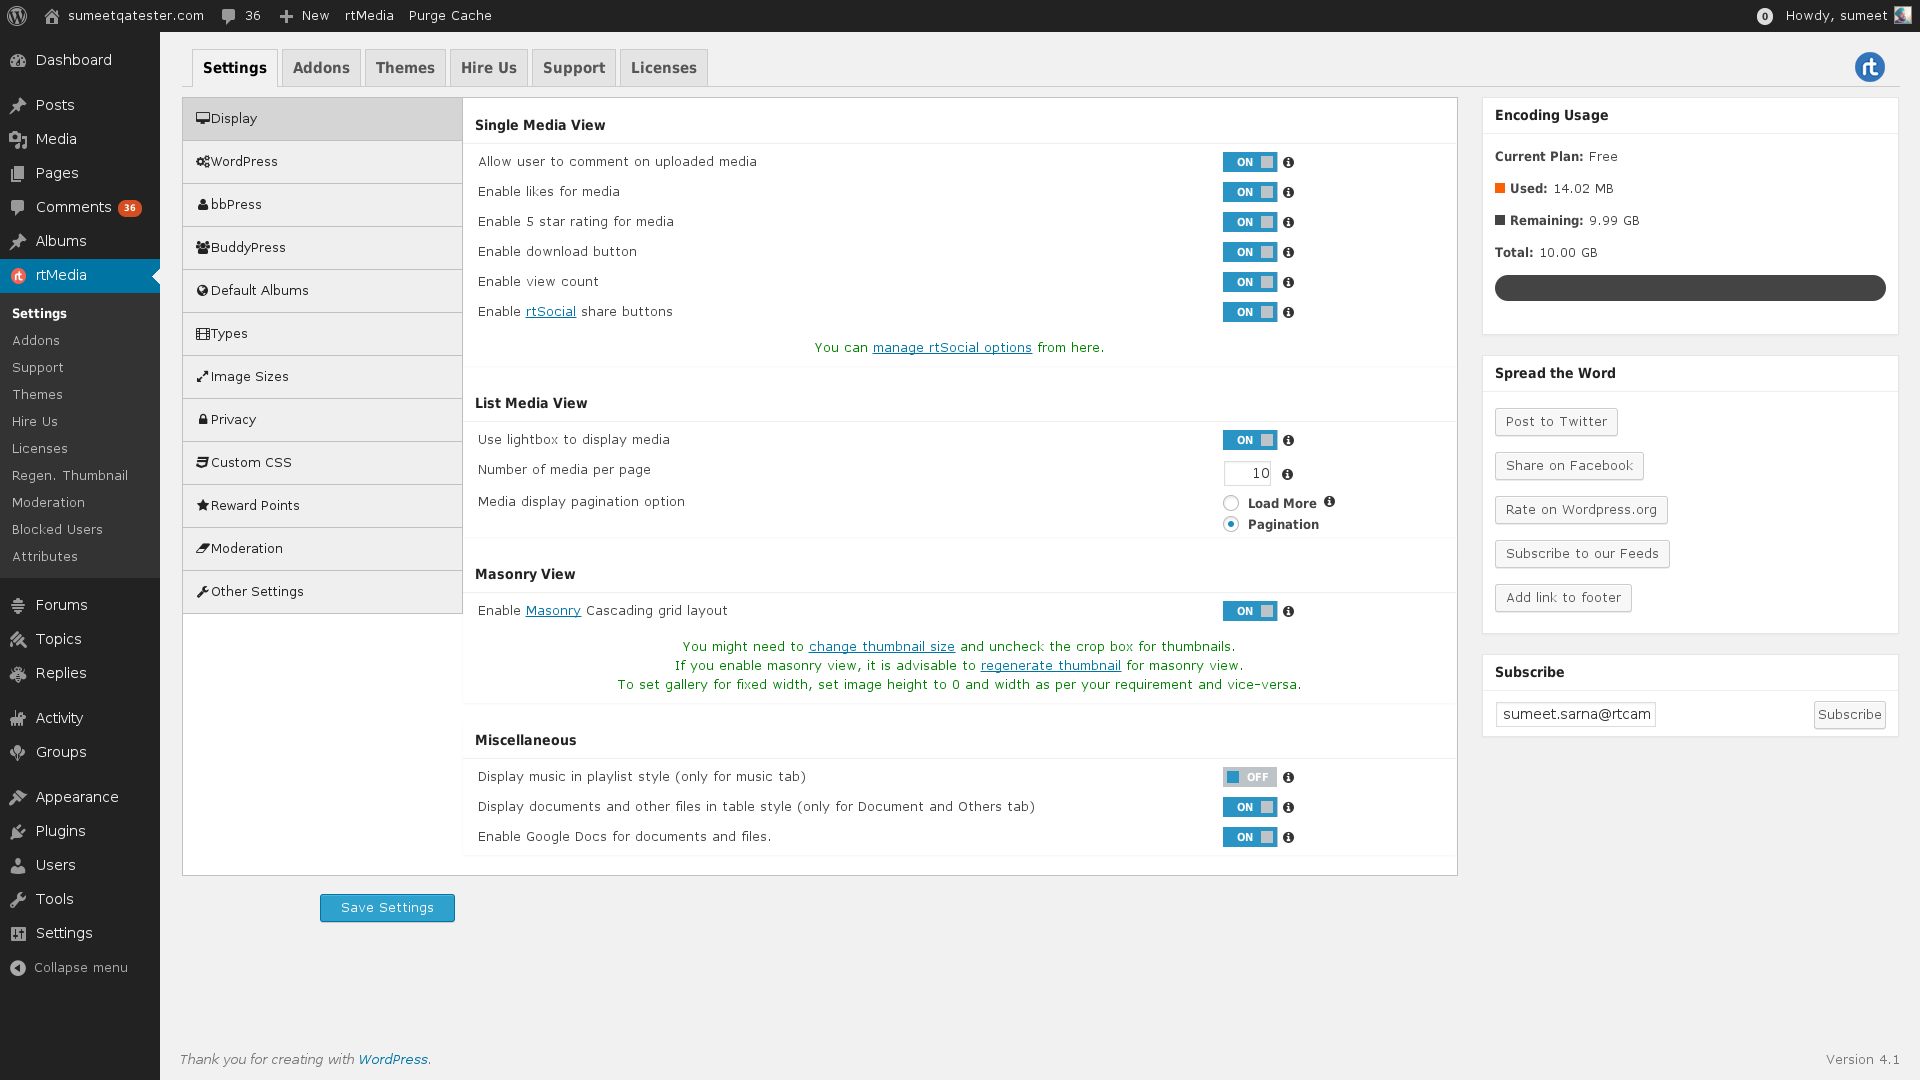 sumeetqatester.com 36 New rtMedia Purge Cache 0 Howdy, sumeet
Dashboard
Posts
Media
Pages
Comments 36
Albums
rtMedia
Settings
Addons
Support
Themes
Hire Us
Licenses
Regen. Thumbnail
Moderation
Blocked Users
Attributes
Forums
Topics
Replies
Activity
Groups
Appearance
Plugins
Users
Tools
Settings
Collapse menu
Settings Addons Themes Hire Us Support Licenses
rt
Display
WordPress
bbPress
BuddyPress
Default Albums
Types
Image Sizes
Privacy
Custom CSS
Reward Points
Moderation
Other Settings
Single Media View
Allow user to comment on uploaded media ON
Enable likes for media ON
Enable 5 star rating for media ON
Enable download button ON
Enable view count ON
Enable rtSocial share buttons ON
You can manage rtSocial options from here.
List Media View
Use lightbox to display media ON
Number of media per page 10
Media display pagination option Load More
Pagination
Masonry View
Enable Masonry Cascading grid layout ON
You might need to change thumbnail size and uncheck the crop box for thumbnails.
If you enable masonry view, it is advisable to regenerate thumbnail for masonry view.
To set gallery for fixed width, set image height to 0 and width as per your requirement and vice-versa.
Miscellaneous
Display music in playlist style (only for music tab) OFF
Display documents and other files in table style (only for Document and Others tab) ON
Enable Google Docs for documents and files. ON
Save Settings
Encoding Usage
Current Plan: Free
Used: 14.02 MB
Remaining: 9.99 GB
Total: 10.00 GB
Spread the Word
Post to Twitter
Share on Facebook
Rate on Wordpress.org
Subscribe to our Feeds
Add link to footer
Subscribe
sumeet.sarna@rtcam Subscribe
Thank you for creating with WordPress. Version 4.1